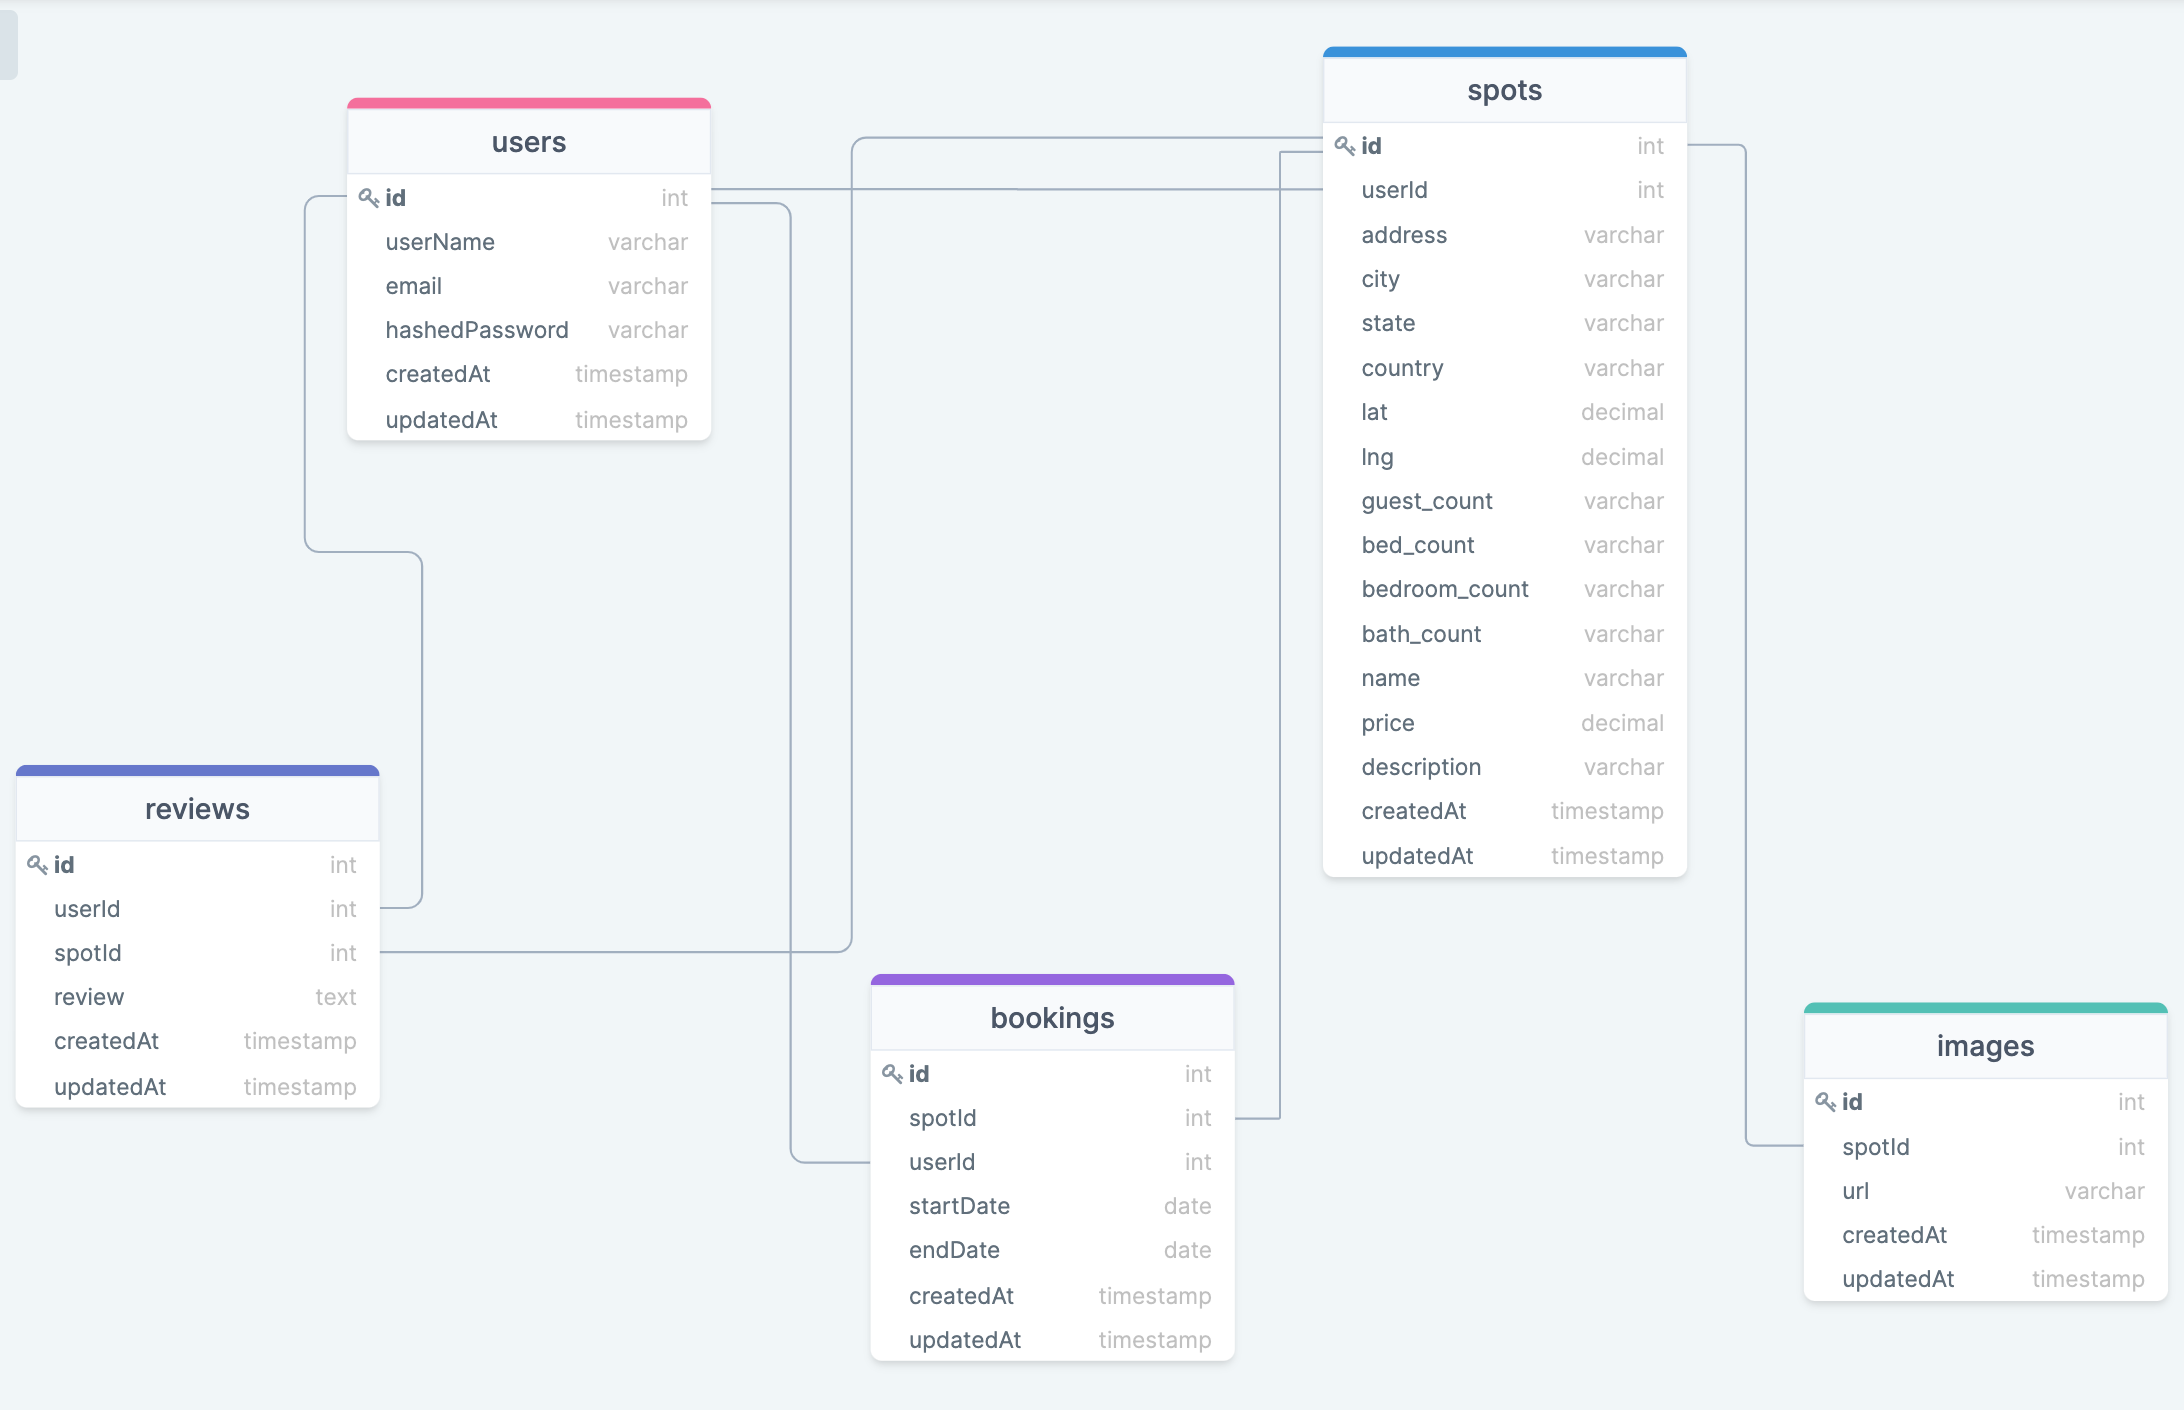 users
id int
userName varchar
email varchar
hashedPassword varchar
createdAt timestamp
updatedAt timestamp
spots
id int
userId int
address varchar
city varchar
state varchar
country varchar
lat decimal
lng decimal
guest_count varchar
bed_count varchar
bedroom_count varchar
bath_count varchar
name varchar
price decimal
description varchar
createdAt timestamp
updatedAt timestamp
reviews
id int
userId int
spotId int
review text
createdAt timestamp
updatedAt timestamp
bookings
id int
spotId int
userId int
startDate date
endDate date
createdAt timestamp
updatedAt timestamp
images
id int
spotId int
url varchar
createdAt timestamp
updatedAt timestamp